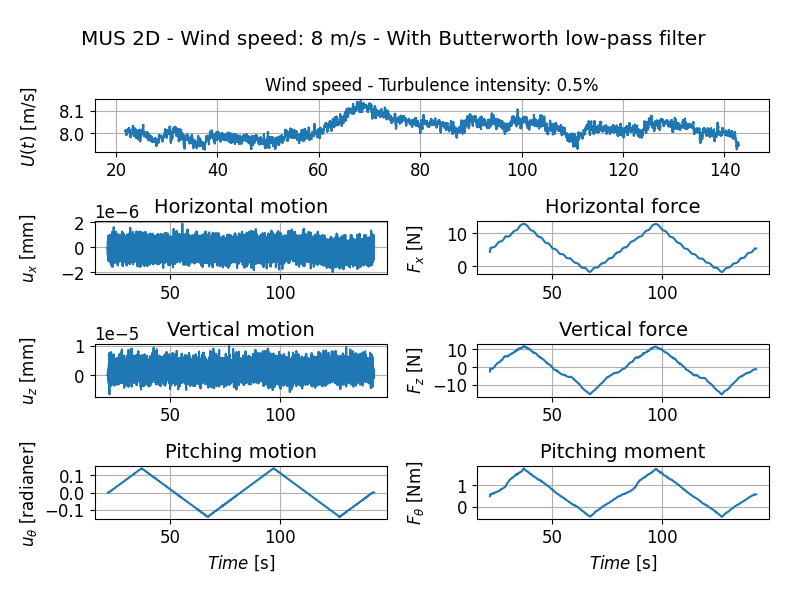 MUS 2D - Wind speed: 8 m/s - With Butterworth low-pass filter
Wind speed - Turbulence intensity: 0.5%
U(t) [m/s]
8.1
8.0
20 40 60 80 100 120 140
1e−6
Horizontal motion
u_x [mm]
2
0
−2
50 100
Horizontal force
F_x [N]
10
0
50 100
1e−5
Vertical motion
u_z [mm]
1
0
50 100
Vertical force
F_z [N]
10
0
−10
50 100
Pitching motion
u_θ [radianer]
0.1
0.0
−0.1
50 100
Time [s]
Pitching moment
F_θ [Nm]
1
0
50 100
Time [s]